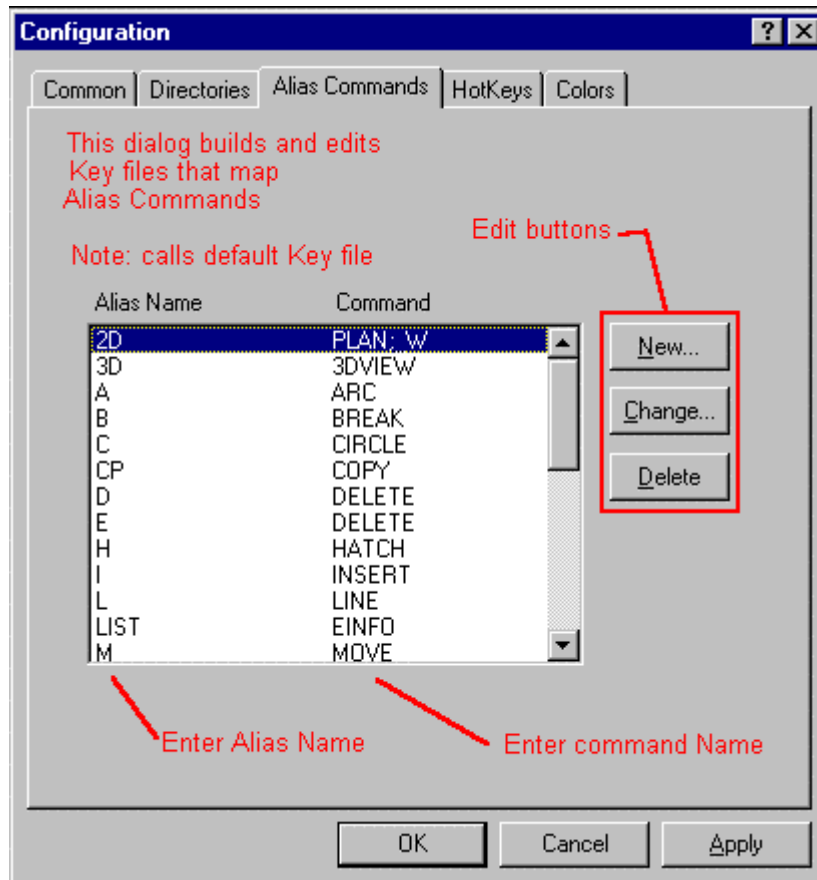 Configuration
Common Directories Alias Commands HotKeys Colors
This dialog builds and edits
Key files that map
Alias Commands
Edit buttons
Note: calls default Key file
Alias Name Command
2D PLAN; W
3D 3DVIEW
A ARC
B BREAK
C CIRCLE
CP COPY
D DELETE
E DELETE
H HATCH
I INSERT
L LINE
LIST EINFO
M MOVE
New...
Change...
Delete
Enter Alias Name
Enter command Name
OK Cancel Apply